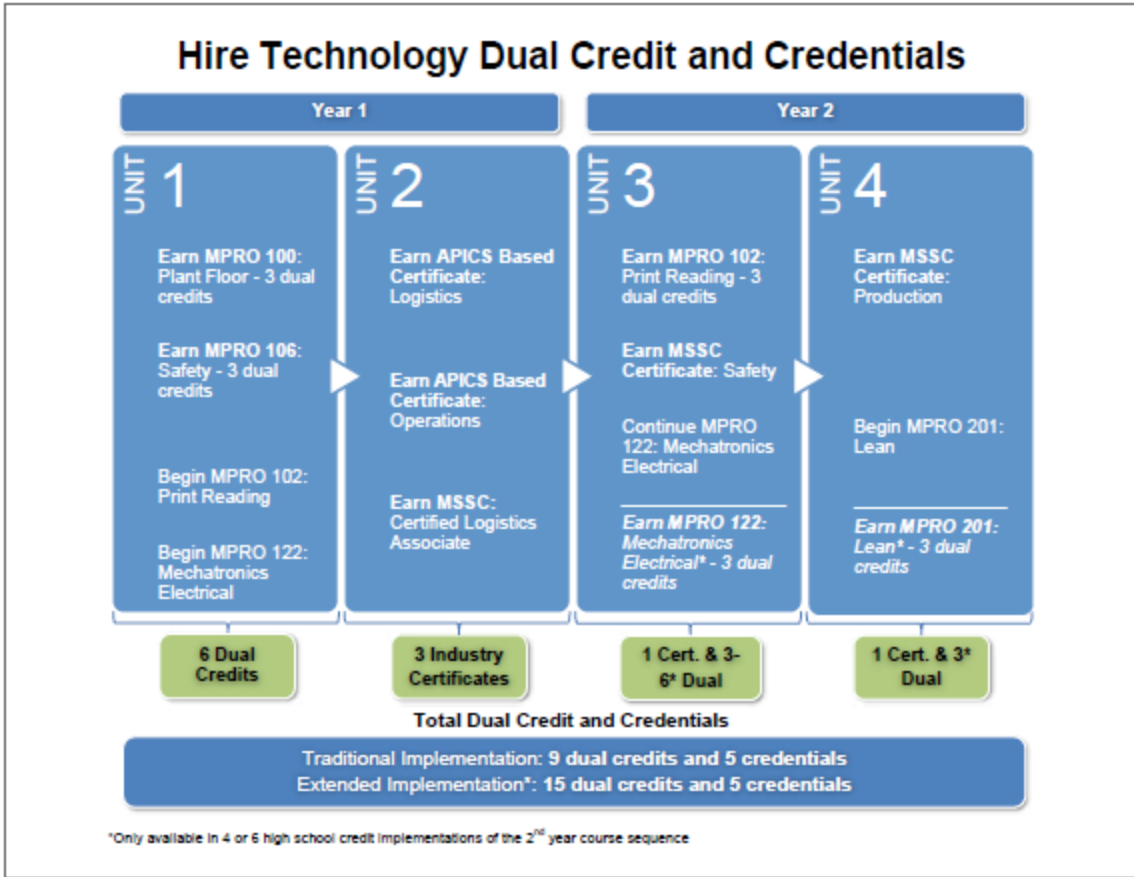 Hire Technology Dual Credit and Credentials
Year 1
Year 2
UNIT 1
Earn MPRO 100:
Plant Floor - 3 dual
credits
Earn MPRO 106:
Safety - 3 dual
credits
Begin MPRO 102:
Print Reading
Begin MPRO 122:
Mechatronics
Electrical
UNIT 2
Earn APICS Based
Certificate:
Logistics
Earn APICS Based
Certificate:
Operations
Earn MSSC:
Certified Logistics
Associate
UNIT 3
Earn MPRO 102:
Print Reading - 3
dual credits
Earn MSSC
Certificate: Safety
Continue MPRO
122: Mechatronics
Electrical
Earn MPRO 122:
Mechatronics
Electrical* - 3 dual
credits
UNIT 4
Earn MSSC
Certificate:
Production
Begin MPRO 201:
Lean
Earn MPRO 201:
Lean* - 3 dual
credits
6 Dual
Credits
3 Industry
Certificates
1 Cert. & 3-
6* Dual
1 Cert. & 3*
Dual
Total Dual Credit and Credentials
Traditional Implementation: 9 dual credits and 5 credentials
Extended Implementation*: 15 dual credits and 5 credentials
*Only available in 4 or 6 high school credit implementations of the 2nd year course sequence